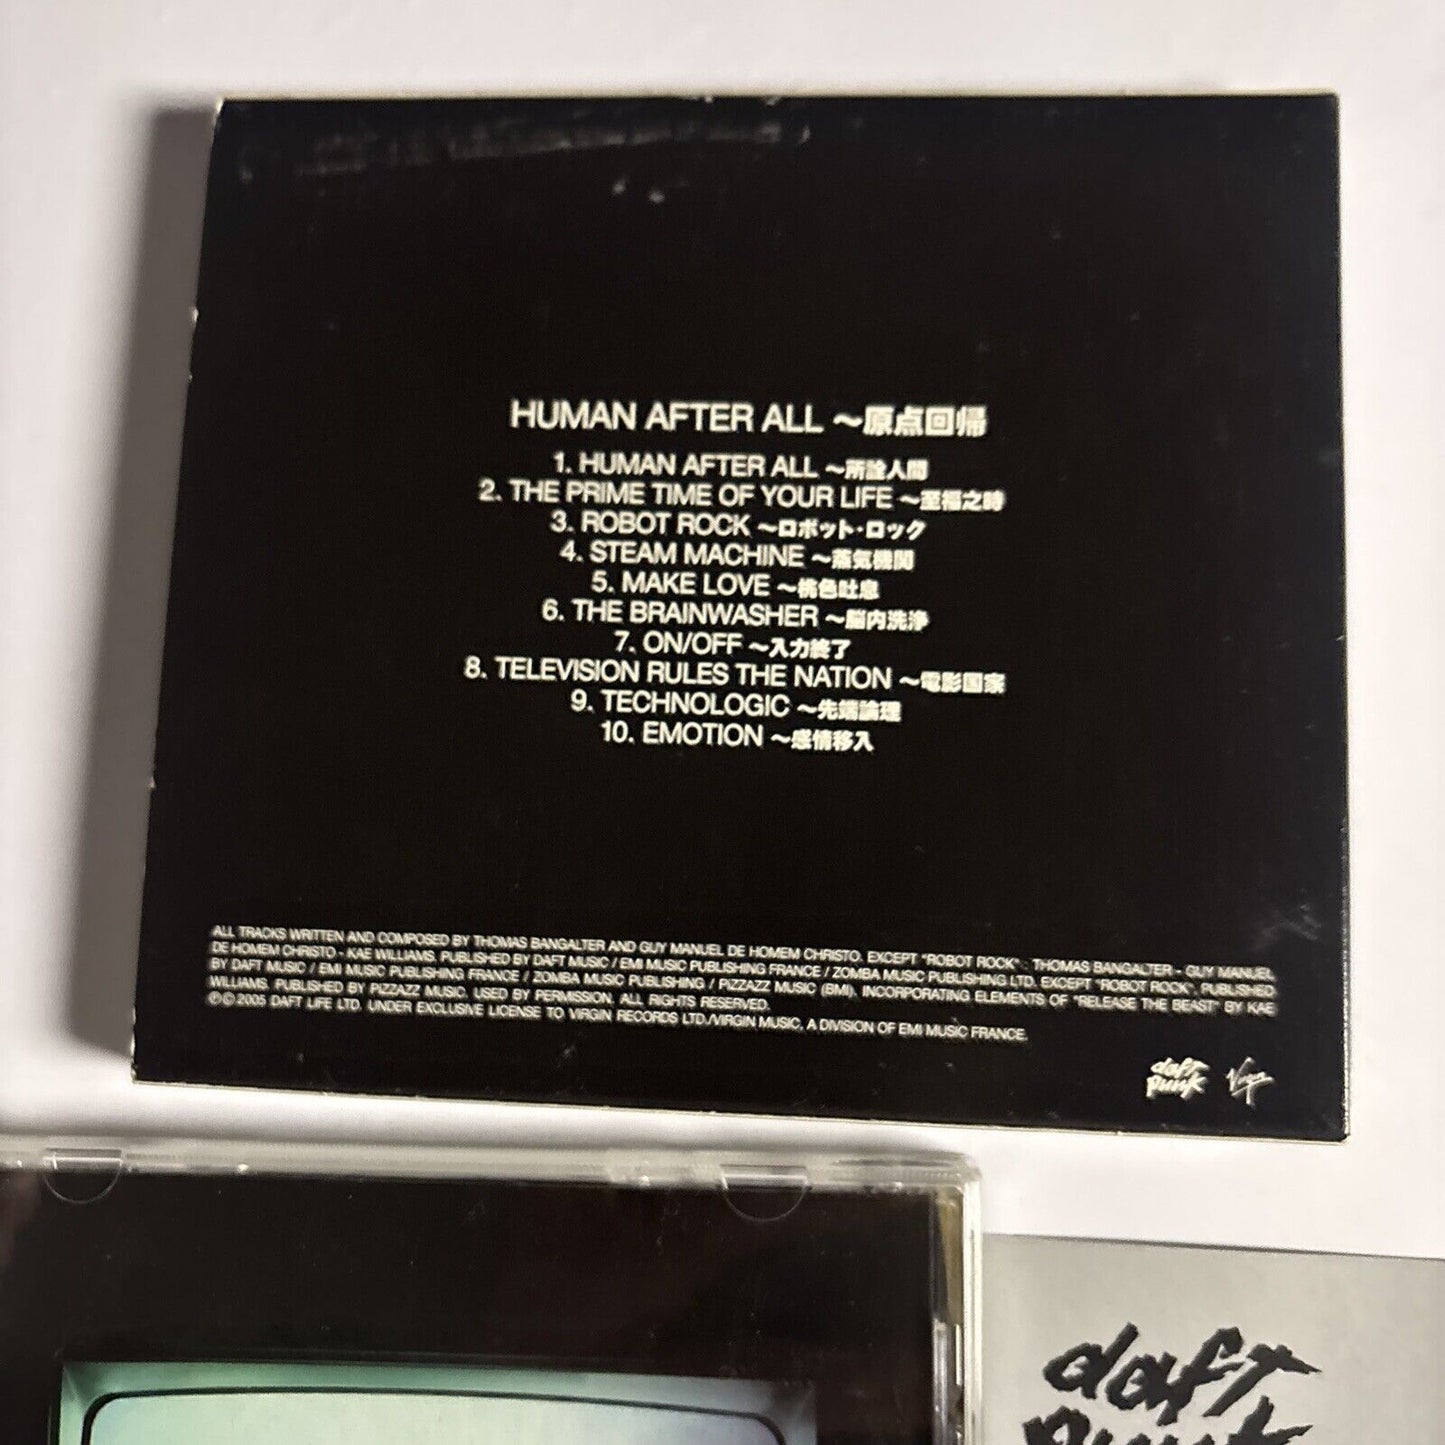 HUMAN AFTER ALL ～原点回帰
1. HUMAN AFTER ALL ～所詮人間
2. THE PRIME TIME OF YOUR LIFE ～至福之時
3. ROBOT ROCK ～ロボット・ロック
4. STEAM MACHINE ～蒸気機関
5. MAKE LOVE ～桃色吐息
6. THE BRAINWASHER ～脳内洗浄
7. ON/OFF ～入力終了
8. TELEVISION RULES THE NATION ～電影国家
9. TECHNOLOGIC ～先端論理
10. EMOTION ～感情移入
ALL TRACKS WRITTEN AND COMPOSED BY THOMAS BANGALTER AND GUY MANUEL DE HOMEM CHRISTO. EXCEPT "ROBOT ROCK" : THOMAS BANGALTER - GUY MANUEL
DE HOMEM CHRISTO - KAE WILLIAMS. PUBLISHED BY DAFT MUSIC / EMI MUSIC PUBLISHING FRANCE / ZOMBA MUSIC PUBLISHING LTD. EXCEPT "ROBOT ROCK", PUBLISHED
BY DAFT MUSIC / EMI MUSIC PUBLISHING FRANCE / ZOMBA MUSIC PUBLISHING / PIZZAZZ MUSIC (BMI). INCORPORATING ELEMENTS OF "RELEASE THE BEAST" BY KAE
WILLIAMS. PUBLISHED BY PIZZAZZ MUSIC. USED BY PERMISSION. ALL RIGHTS RESERVED.
℗© 2005 DAFT LIFE LTD. UNDER EXCLUSIVE LICENSE TO VIRGIN RECORDS LTD./VIRGIN MUSIC, A DIVISION OF EMI MUSIC FRANCE.
daft
punk
Virgin
daft
punk